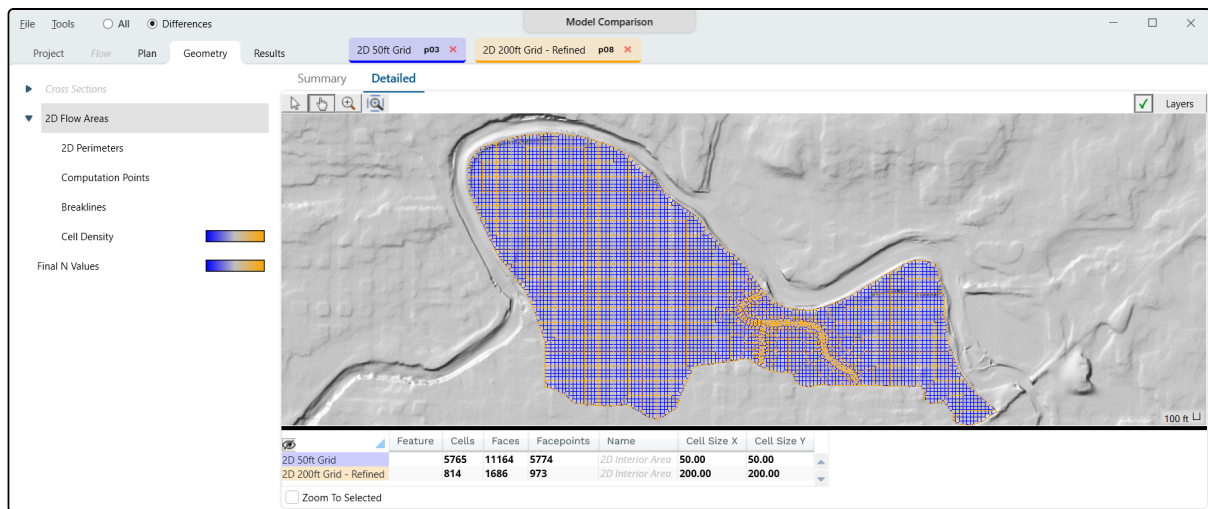 File Tools All Differences Model Comparison
Project Flow Plan Geometry Results 2D 50ft Grid p03 2D 200ft Grid - Refined p08
Summary Detailed
Cross Sections
Layers
2D Flow Areas
2D Perimeters
Computation Points
Breaklines
Cell Density
Final N Values
100 ft
Feature Cells Faces Facepoints Name Cell Size X Cell Size Y
2D 50ft Grid 5765 11164 5774 2D Interior Area 50.00 50.00
2D 200ft Grid - Refined 814 1686 973 2D Interior Area 200.00 200.00
Zoom To Selected